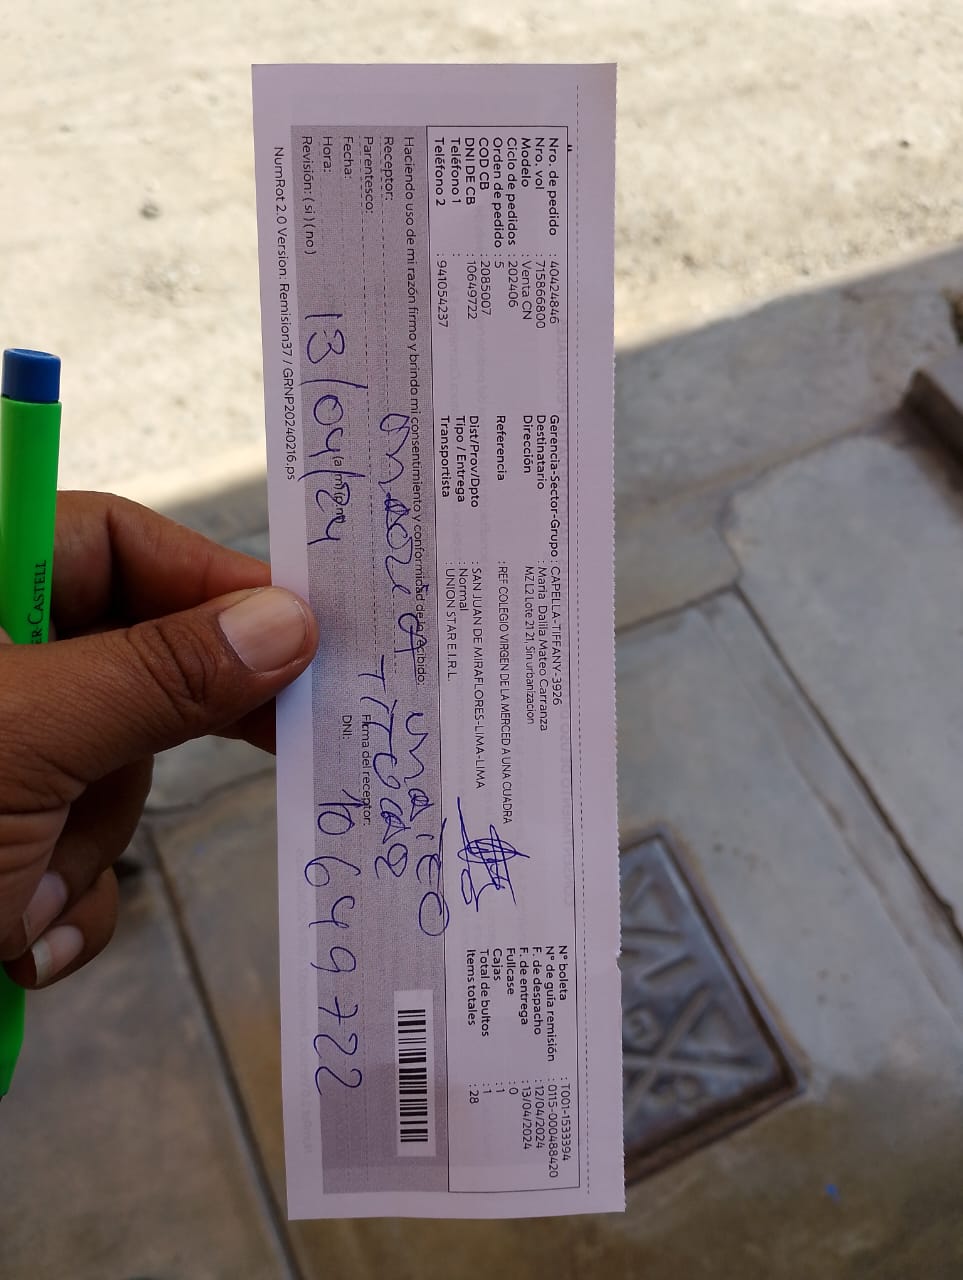 Nro. de pedido : 40424846
Nro. vol : 715866800
Modelo : Venta CN
Ciclo de pedidos : 202406
Orden de pedido : 5
COD CB : 2085007
DNI DE CB : 10649722
Teléfono 1 :
Teléfono 2 : 941054237
Gerencia-Sector-Grupo : CAPELLA-TIFFANY-3926
Destinatario : Maria Dalila Mateo Carranza
Dirección MZ L2 Lote 21 21, Sin urbanizacion
Referencia : REF COLEGIO VIRGEN DE LA MERCED A UNA CUADRA
Dist/Prov/Dpto : SAN JUAN DE MIRAFLORES-LIMA-LIMA
Tipo / Entrega : Normal
Transportista : UNION STAR E.I.R.L.
N° boleta : T001-1533394
N° de guía remisión : 0115-000488420
F. de despacho : 12/04/2024
F. de entrega : 13/04/2024
Fullcase : 0
Cajas : 1
Total de bultos : 1
Items totales : 28
Haciendo uso de mi razón firmo y brindo mi consentimiento y conformidad de lo recibido:
Receptor: MATEO
Parentesco:
Firma del receptor:
Fecha: 13/04/24
DNI: 10649722
Hora: (a.m)(p.m)
Revisión: ( si ) ( no )
NumRot 2.0 Version: Remision37 / GRNP20240216.ps
ER-CASTELL